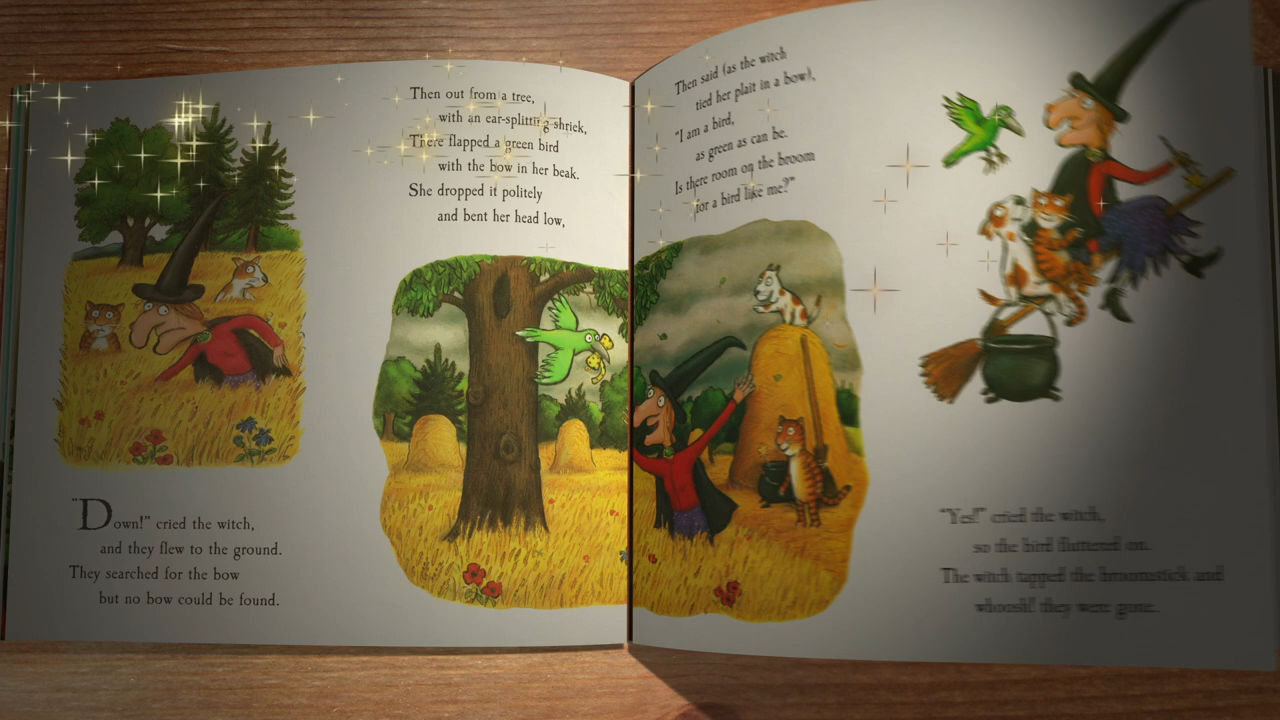 "Down!" cried the witch,
and they flew to the ground.
They searched for the bow
but no bow could be found.
Then out from a tree,
with an ear-splitting shriek,
There flapped a green bird
with the bow in her beak.
She dropped it politely
and bent her head low,
Then said (as the witch
tied her plait in a bow),
"I am a bird,
as green as can be.
Is there room on the broom
for a bird like me?"
"Yes!" cried the witch,
so the bird fluttered on.
The witch tapped the broomstick and
whoosh! they were gone.